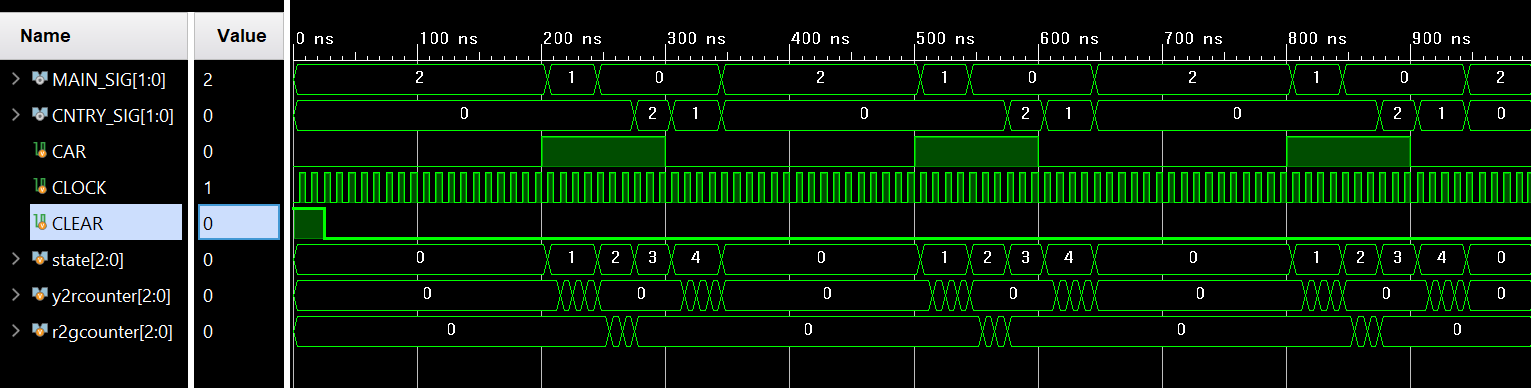 Name Value
0 ns 100 ns 200 ns 300 ns 400 ns 500 ns 600 ns 700 ns 800 ns 900 ns
MAIN_SIG[1:0] 2 2 1 0 2 1 0 2 1 0 2
CNTRY_SIG[1:0] 0 0 2 1 0 2 1 0 2 1 0
CAR 0
CLOCK 1
CLEAR 0
state[2:0] 0 0 1 2 3 4 0 1 2 3 4 0 1 2 3 4 0
y2rcounter[2:0] 0 0 0 0 0 0 0 0
r2gcounter[2:0] 0 0 0 0 0